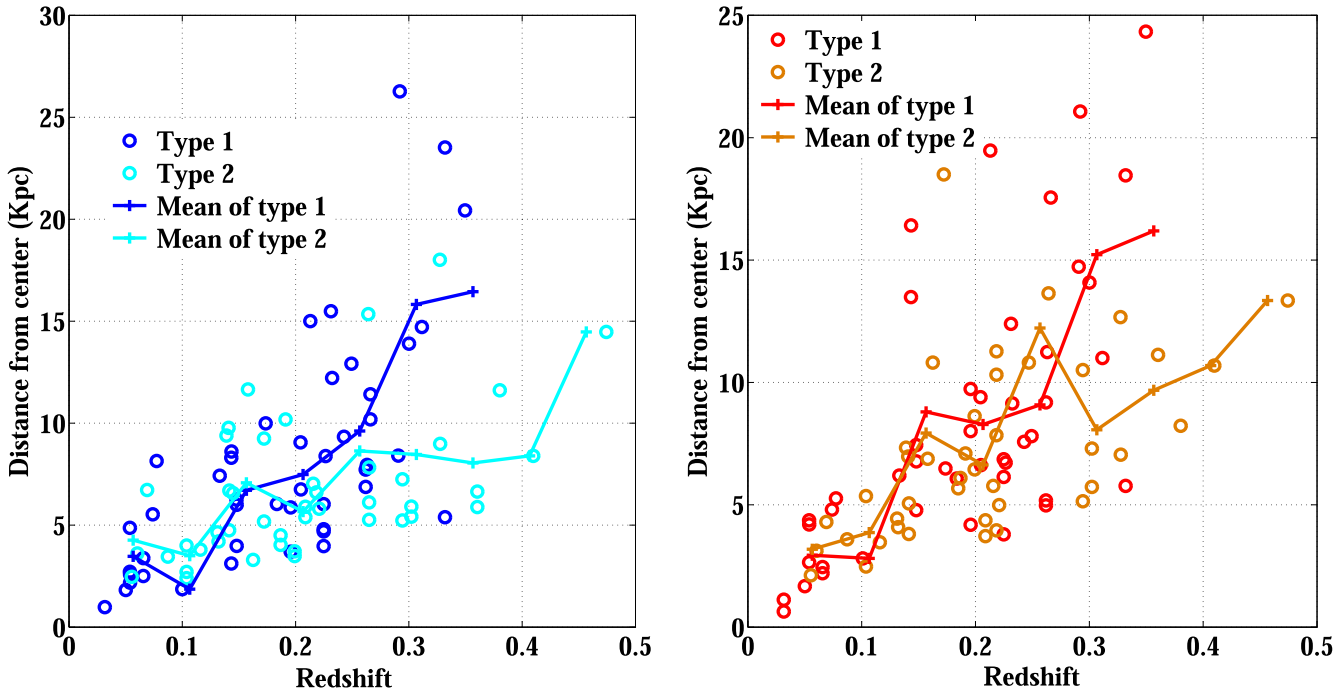 30
25
20
15
10
5
0
Distance from center (Kpc)
Type 1
Type 2
Mean of type 1
Mean of type 2
0 0.1 0.2 0.3 0.4 0.5
Redshift
25
20
15
10
5
0
Distance from center (Kpc)
Type 1
Type 2
Mean of type 1
Mean of type 2
0 0.1 0.2 0.3 0.4 0.5
Redshift